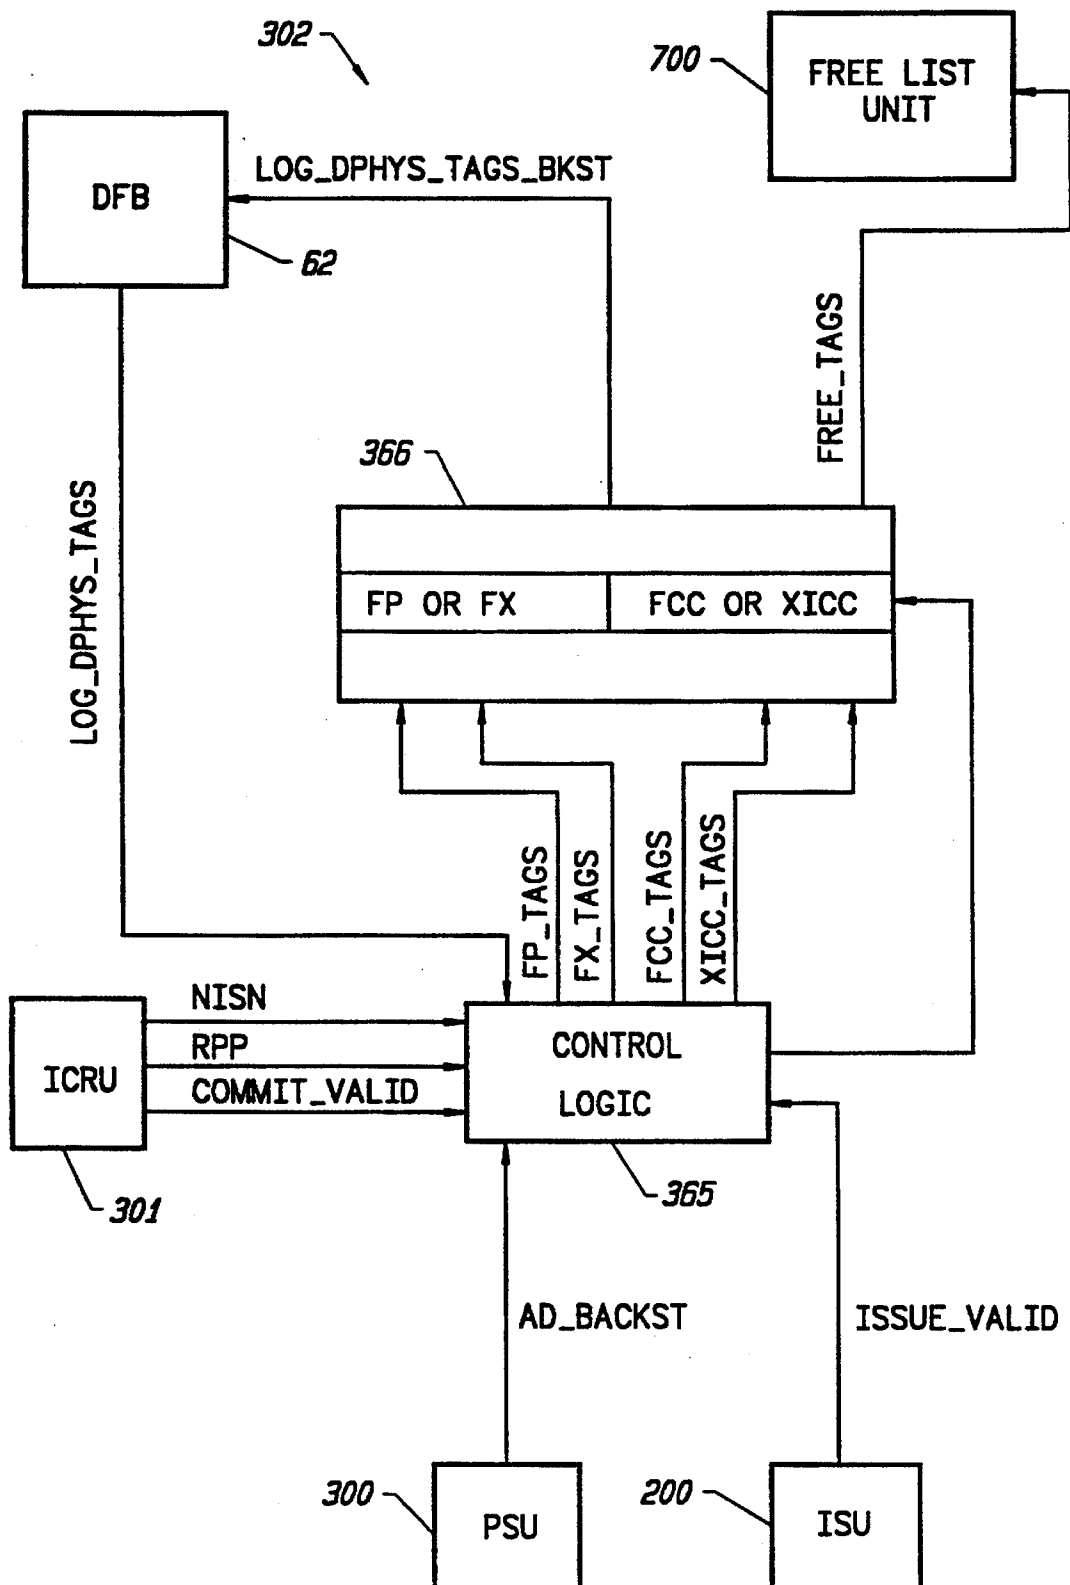 302
700
FREE LIST
UNIT
DFB
LOG_DPHYS_TAGS_BKST
62
FREE_TAGS
366
LOG_DPHYS_TAGS
FP OR FX
FCC OR XICC
FP_TAGS
FX_TAGS
FCC_TAGS
XICC_TAGS
NISN
RPP
COMMIT_VALID
ICRU
CONTROL
LOGIC
301
365
AD_BACKST
ISSUE_VALID
300
PSU
200
ISU